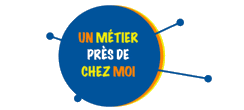 UN MÉTIER
PRÈS DE
CHEZ MOI